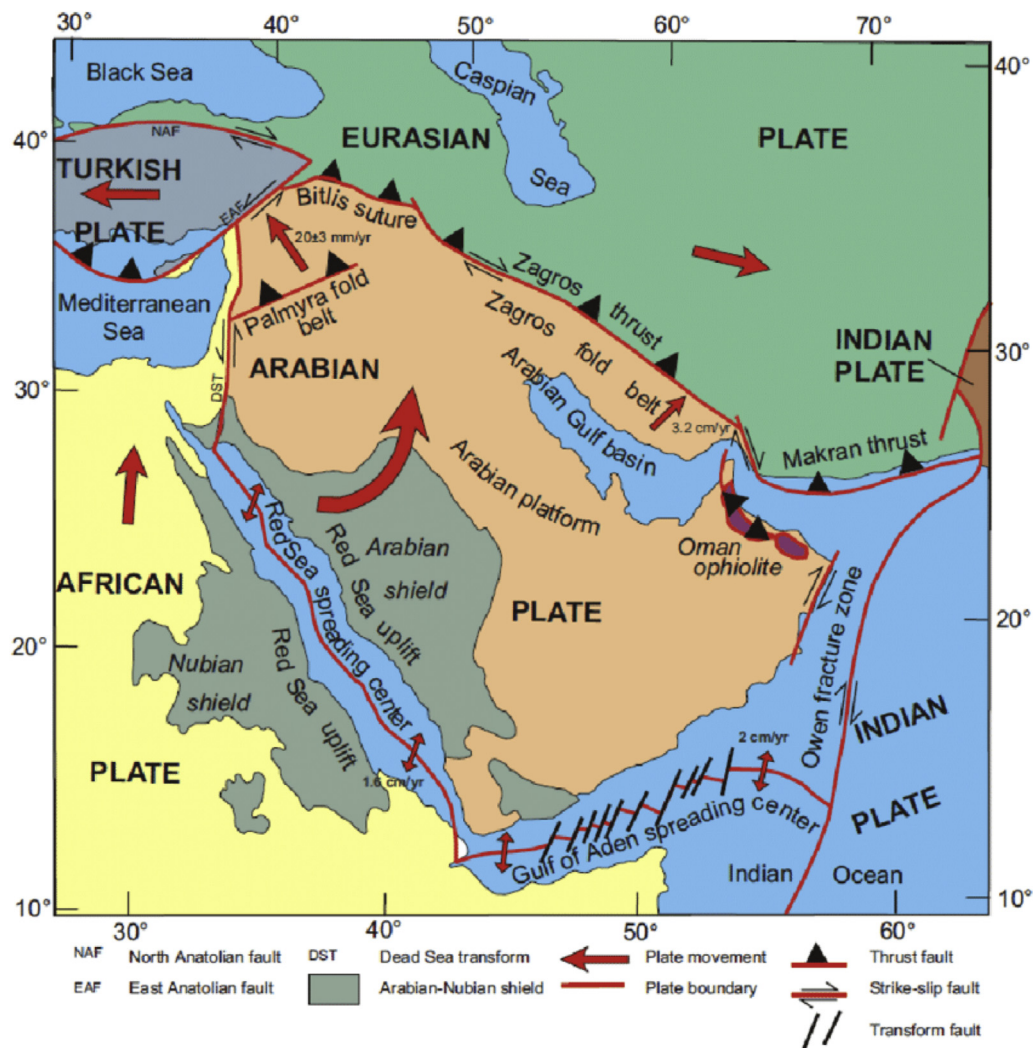 30° 40° 50° 60° 70°
Black Sea
Caspian
Sea
40°
40°
NAF
EURASIAN
PLATE
TURKISH
PLATE
EAF
Bitlis suture
20±3 mm/yr
Zagros thrust
Zagros fold belt
Mediterranean
Sea
Palmyra fold
belt
INDIAN
PLATE
30°
30°
DST
ARABIAN
Arabian Gulf basin
3.2 cm/yr
Makran thrust
Arabian platform
Red Sea spreading center
Red Sea uplift
Arabian
shield
Oman
ophiolite
AFRICAN
PLATE
20°
20°
Nubian
shield
Red Sea uplift
Owen fracture zone
INDIAN
PLATE
2 cm/yr
PLATE
1.6 cm/yr
Gulf of Aden spreading center
Indian Ocean
10°
10°
30° 40° 50° 60°
NAF North Anatolian fault DST Dead Sea transform Plate movement Thrust fault
EAF East Anatolian fault Arabian-Nubian shield Plate boundary Strike-slip fault
Transform fault